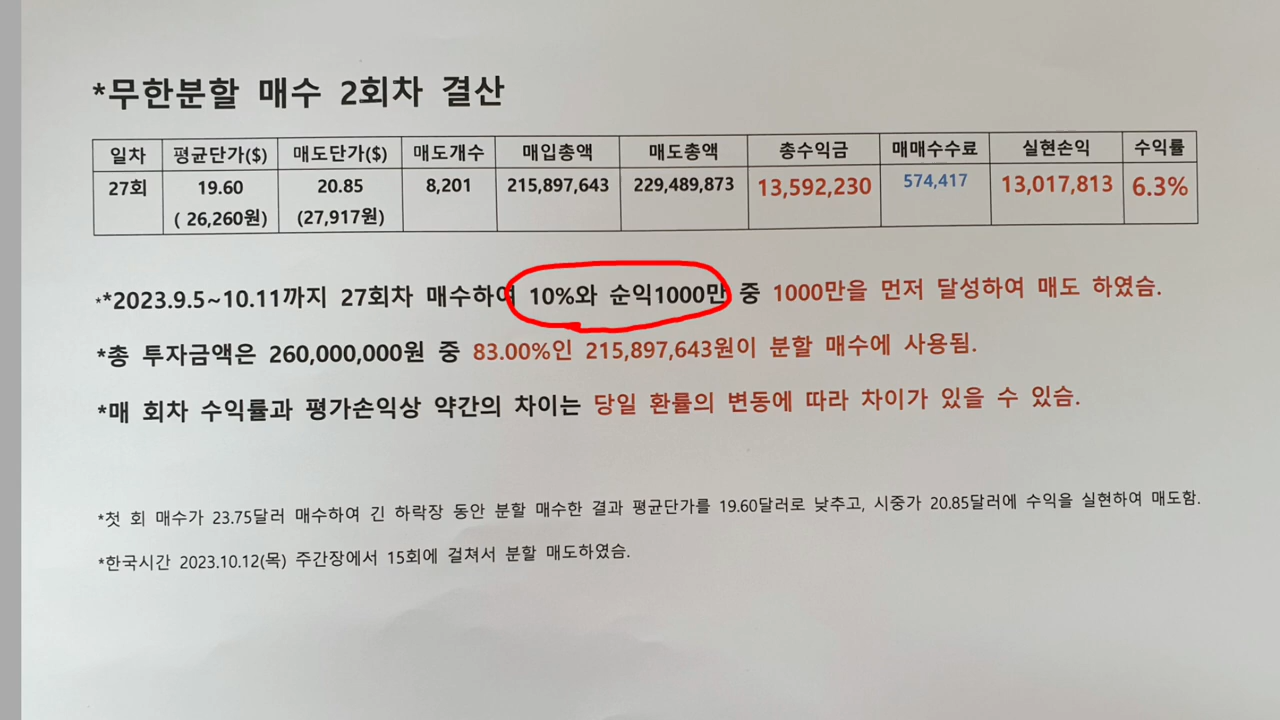 *무한분할 매수 2회차 결산
일차 평균단가($) 매도단가($) 매도개수 매입총액 매도총액 총수익금 매매수수료 실현손익 수익률
27회 19.60 20.85 8,201 215,897,643 229,489,873 13,592,230 574,417 13,017,813 6.3%
( 26,260원) (27,917원)
**2023.9.5~10.11까지 27회차 매수하여 10%와 순익1000만 중 1000만을 먼저 달성하여 매도 하였슴.
*총 투자금액은 260,000,000원 중 83.00%인 215,897,643원이 분할 매수에 사용됨.
*매 회차 수익률과 평가손익상 약간의 차이는 당일 환률의 변동에 따라 차이가 있을 수 있슴.
*첫 회 매수가 23.75달러 매수하여 긴 하락장 동안 분할 매수한 결과 평균단가를 19.60달러로 낮추고, 시중가 20.85달러에 수익을 실현하여 매도함.
*한국시간 2023.10.12(목) 주간장에서 15회에 걸쳐서 분할 매도하였슴.